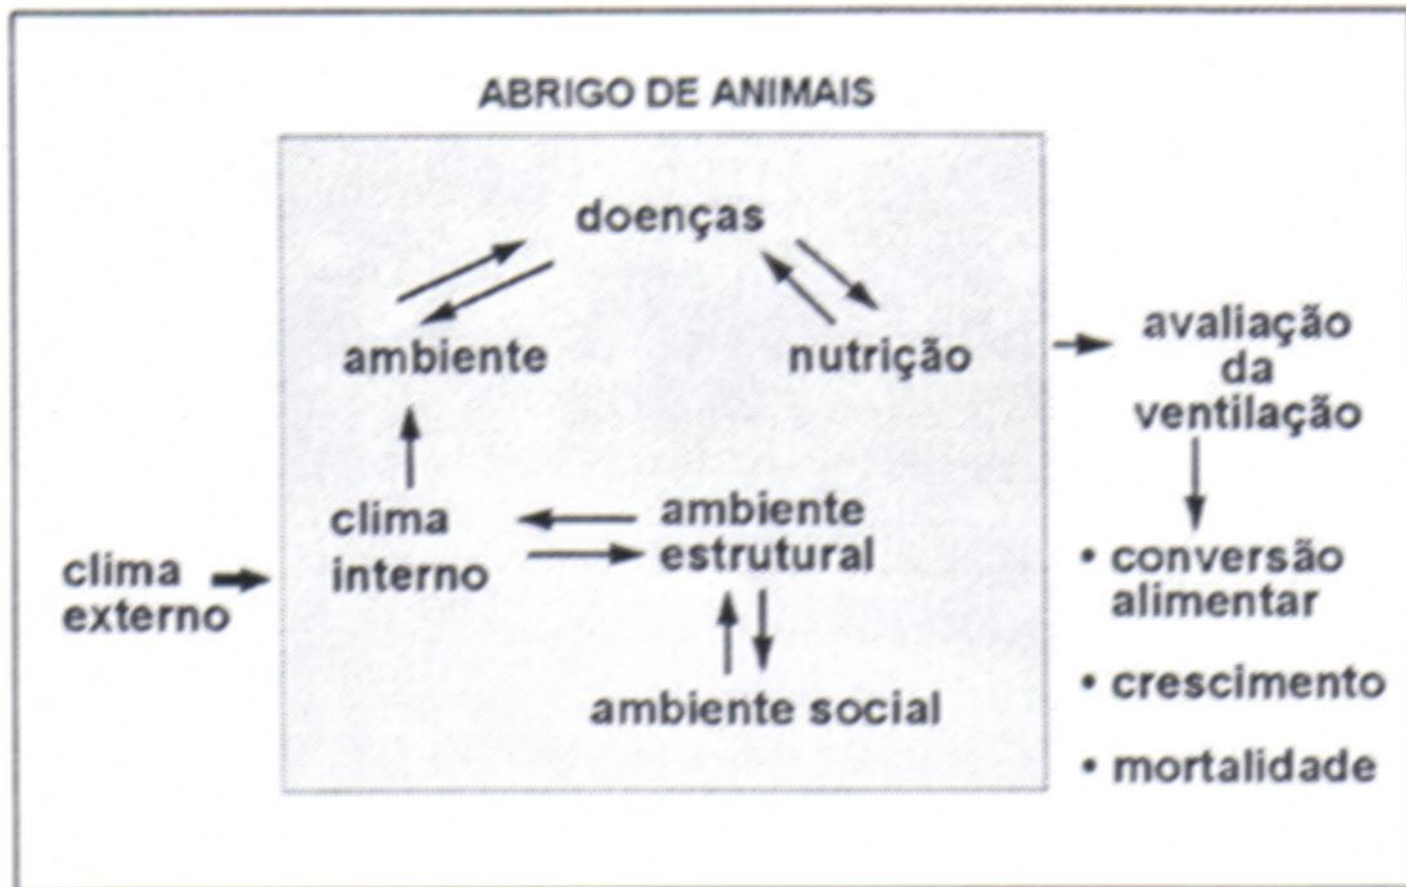 ABRIGO DE ANIMAIS
doenças
ambiente
nutrição
avaliação
da
ventilação
clima
interno
ambiente
estrutural
clima
externo
• conversão
alimentar
ambiente social
• crescimento
• mortalidade